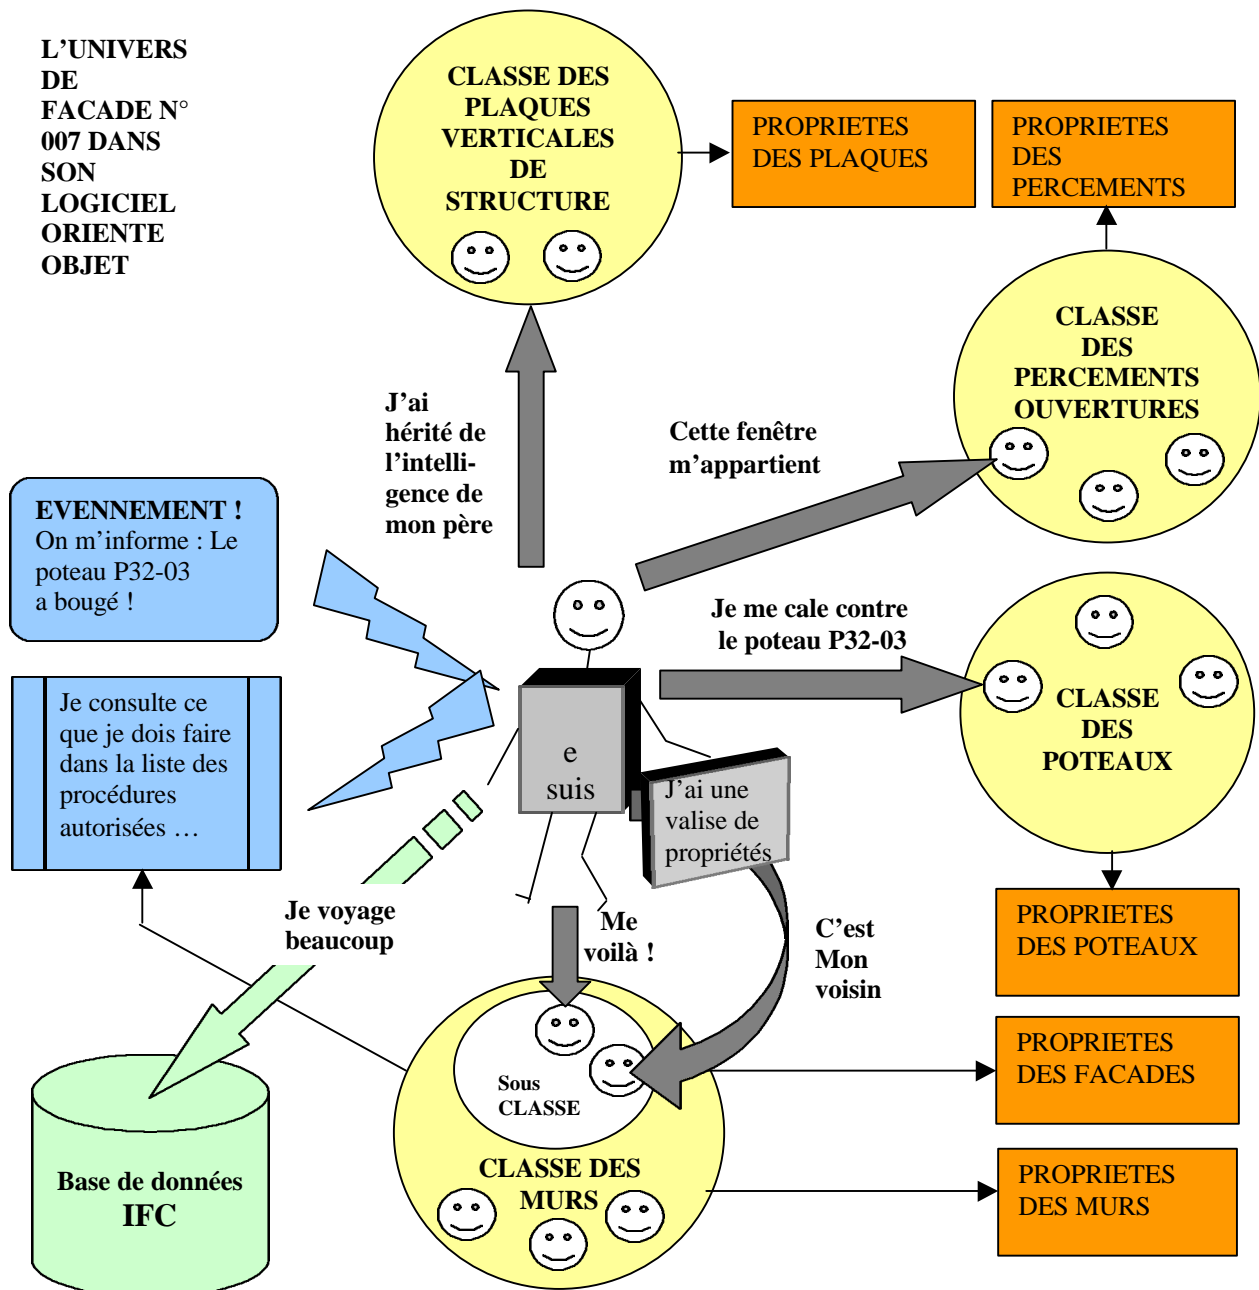 L'UNIVERS
DE
FACADE N°
007 DANS
SON
LOGICIEL
ORIENTE
OBJET
CLASSE DES
PLAQUES
VERTICALES
DE
STRUCTURE
PROPRIETES
DES PLAQUES
PROPRIETES
DES
PERCEMENTS
CLASSE
DES
PERCEMENTS
OUVERTURES
J'ai
hérité de
l'intelli-
gence de
mon père
Cette fenêtre
m'appartient
EVENNEMENT !
On m'informe : Le
poteau P32-03
a bougé !
Je me cale contre
le poteau P32-03
CLASSE
DES
POTEAUX
Je consulte ce
que je dois faire
dans la liste des
procédures
autorisées …
e
suis
J'ai une
valise de
propriétés
Je voyage
beaucoup
Me
voilà !
C'est
Mon
voisin
PROPRIETES
DES POTEAUX
Sous
CLASSE
PROPRIETES
DES FACADES
CLASSE DES
MURS
PROPRIETES
DES MURS
Base de données
IFC